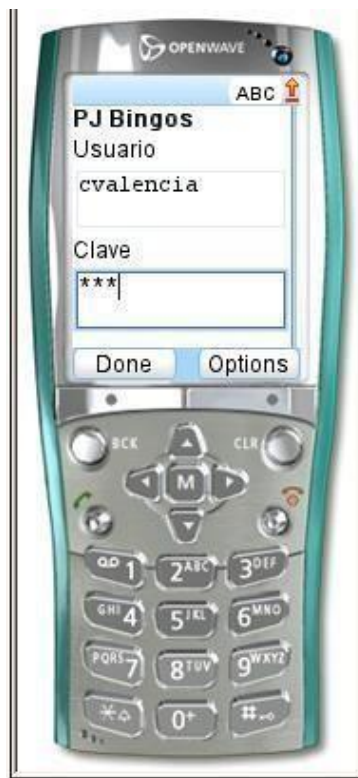 OPENWAVE
ABC
PJ Bingos
Usuario
cvalencia
Clave
***
Done Options
BCK CLR
M
1 2ABC 3DEF
GHI4 5JKL 6MNO
PQRS7 8TUV 9WXYZ
* 0+ #